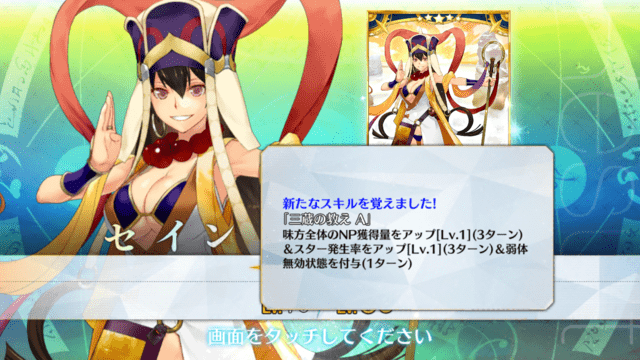 新たなスキルを覚えました!
「三蔵の教え A」
味方全体のNP獲得量をアップ[Lv.1](3ターン)
&スター発生率をアップ[Lv.1](3ターン)&弱体
無効状態を付与(1ターン)
セイン
画面をタッチしてください